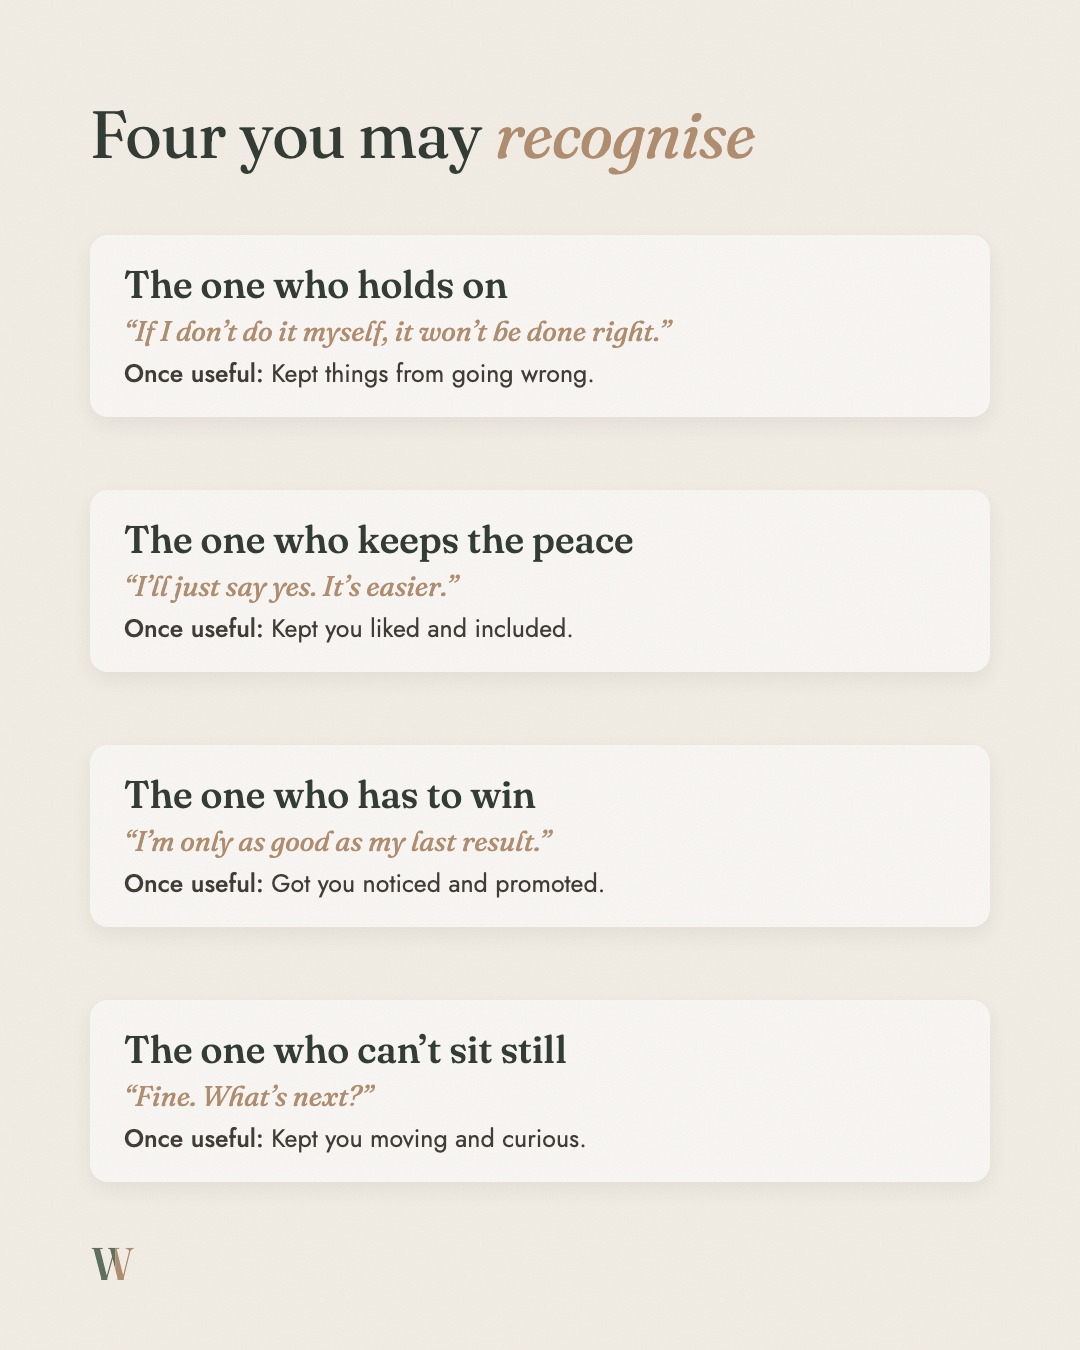 Four you may recognise
The one who holds on
“If I don’t do it myself, it won’t be done right.”
Once useful: Kept things from going wrong.
The one who keeps the peace
“I’ll just say yes. It’s easier.”
Once useful: Kept you liked and included.
The one who has to win
“I’m only as good as my last result.”
Once useful: Got you noticed and promoted.
The one who can’t sit still
“Fine. What’s next?”
Once useful: Kept you moving and curious.
W